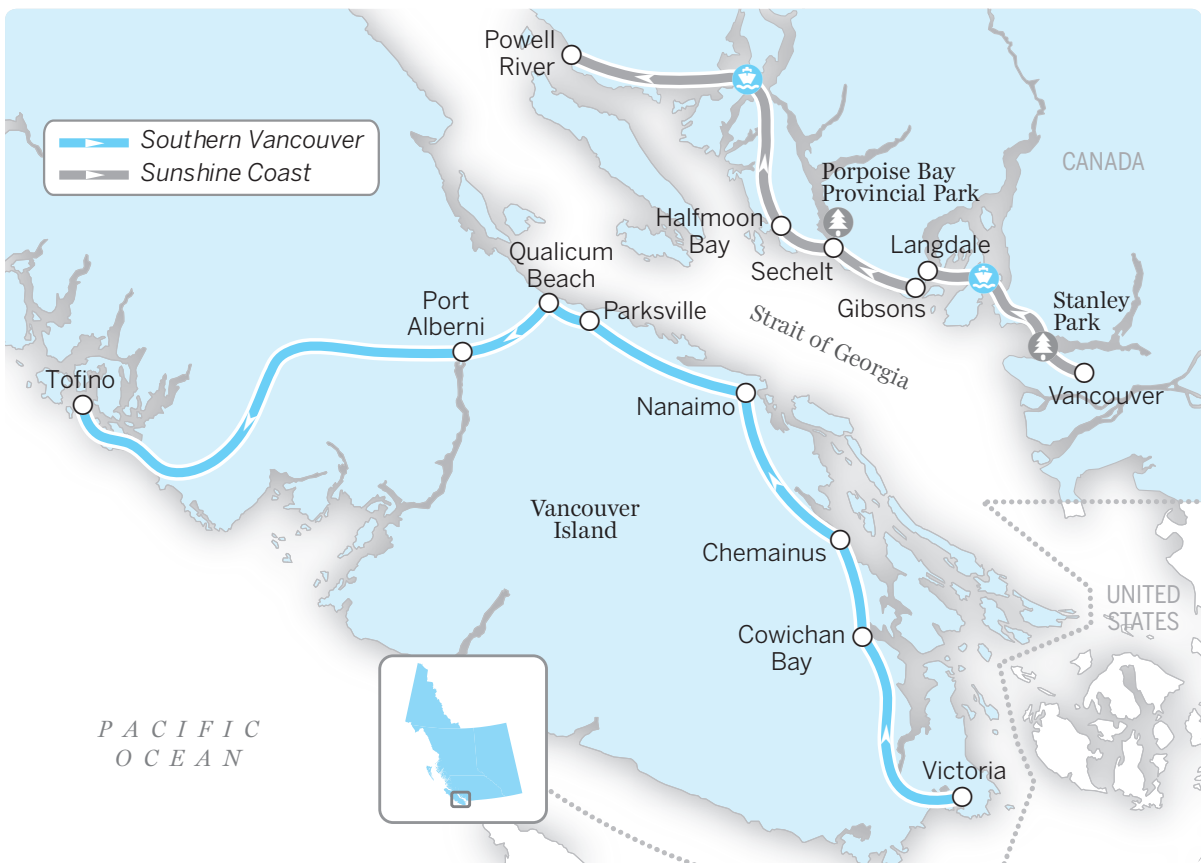 Powell
River
Southern Vancouver
Sunshine Coast
CANADA
Porpoise Bay
Provincial Park
Halfmoon
Bay
Langdale
Qualicum
Beach
Sechelt
Gibsons
Stanley
Park
Port
Alberni
Parksville
Strait of Georgia
Tofino
Vancouver
Nanaimo
Vancouver
Island
Chemainus
UNITED
STATES
Cowichan
Bay
PACIFIC
OCEAN
Victoria